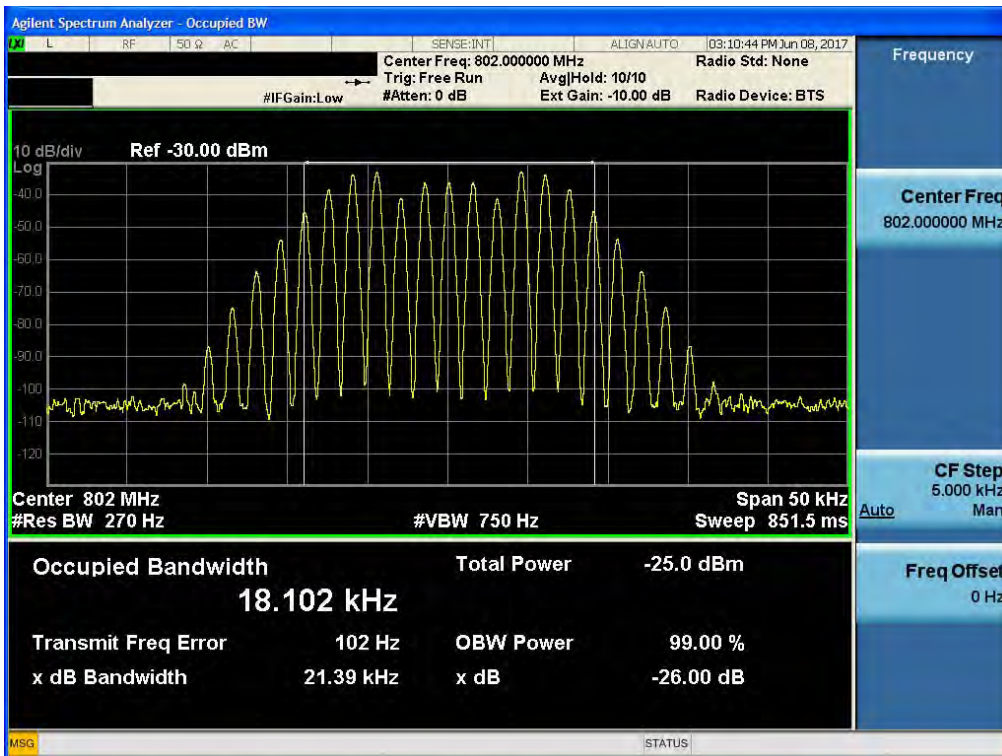 Agilent Spectrum Analyzer - Occupied BW
LXI L RF 50 Ω AC SENSE:INT ALIGN AUTO 03:10:44 PM Jun 08, 2017
Center Freq: 802.000000 MHz Radio Std: None
Trig: Free Run Avg|Hold: 10/10
#IFGain:Low #Atten: 0 dB Ext Gain: -10.00 dB Radio Device: BTS
10 dB/div Ref -30.00 dBm
Log
-40.0
-50.0
-60.0
-70.0
-80.0
-90.0
-100
-110
-120
Center 802 MHz Span 50 kHz
#Res BW 270 Hz #VBW 750 Hz Sweep 851.5 ms
Occupied Bandwidth Total Power -25.0 dBm
18.102 kHz
Transmit Freq Error 102 Hz OBW Power 99.00 %
x dB Bandwidth 21.39 kHz x dB -26.00 dB
MSG STATUS
Frequency
Center Freq
802.000000 MHz
CF Step
5.000 kHz
Auto Man
Freq Offset
0 Hz